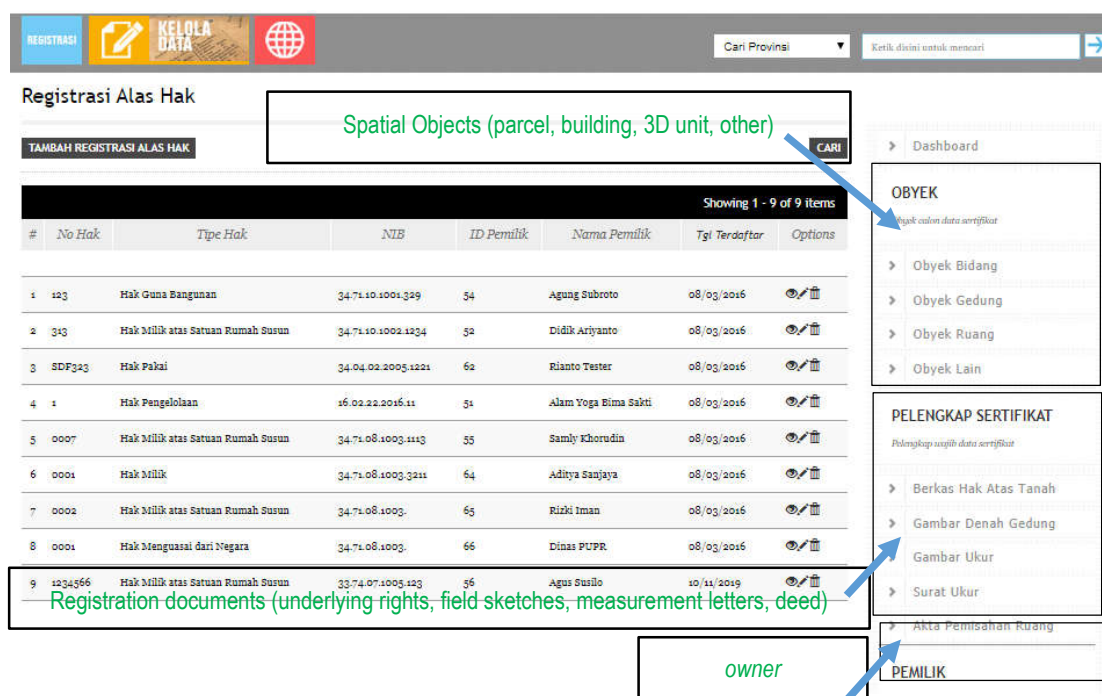 REGISTRASI
KELOLA
DATA
Cari Provinsi
Ketik disini untuk mencari
Registrasi Alas Hak
Spatial Objects (parcel, building, 3D unit, other)
TAMBAH REGISTRASI ALAS HAK
CARI
Dashboard
Showing 1 - 9 of 9 items
# No Hak Tipe Hak NIB ID Pemilik Nama Pemilik Tgl Terdaftar Options
1 123 Hak Guna Bangunan 34.71.10.1001.329 54 Agung Subroto 08/03/2016
2 313 Hak Milik atas Satuan Rumah Susun 34.71.10.1002.1234 52 Didik Ariyanto 08/03/2016
3 SDF323 Hak Pakai 34.04.02.2005.1221 62 Rianto Tester 08/03/2016
4 1 Hak Pengelolaan 16.02.22.2016.11 51 Alam Yoga Bima Sakti 08/03/2016
5 0007 Hak Milik atas Satuan Rumah Susun 34.71.08.1003.1113 55 Samly Khorudin 08/03/2016
6 0001 Hak Milik 34.71.08.1003.3211 64 Aditya Sanjaya 08/03/2016
7 0002 Hak Milik atas Satuan Rumah Susun 34.71.08.1003. 65 Rizki Iman 08/03/2016
8 0001 Hak Menguasai dari Negara 34.71.08.1003. 66 Dinas PUPR 08/03/2016
9 1234566 Hak Milik atas Satuan Rumah Susun 33.74.07.1005.123 56 Agus Susilo 10/11/2019
Registration documents (underlying rights, field sketches, measurement letters, deed)
owner
OBYEK
Obyek calon data sertifikat
Obyek Bidang
Obyek Gedung
Obyek Ruang
Obyek Lain
PELENGKAP SERTIFIKAT
Pelengkap wajib data sertifikat
Berkas Hak Atas Tanah
Gambar Denah Gedung
Gambar Ukur
Surat Ukur
Akta Pemisahan Ruang
PEMILIK